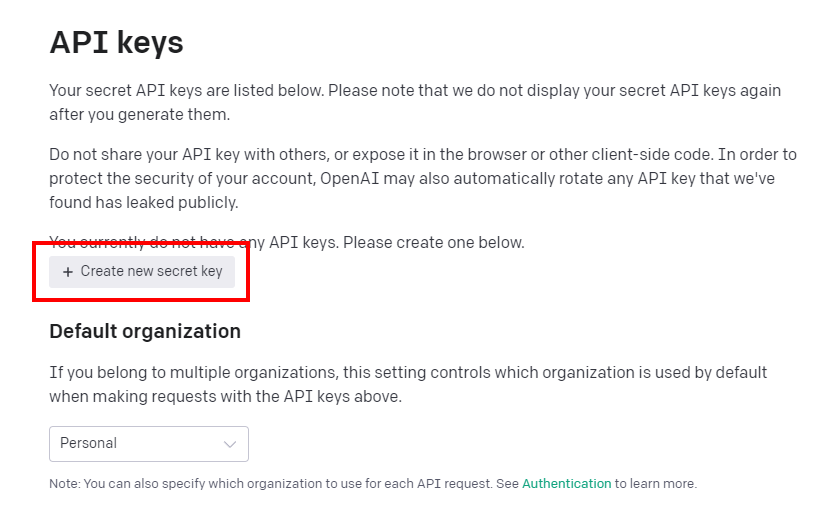 API keys
Your secret API keys are listed below. Please note that we do not display your secret API keys again
after you generate them.
Do not share your API key with others, or expose it in the browser or other client-side code. In order to
protect the security of your account, OpenAI may also automatically rotate any API key that we've
found has leaked publicly.
You currently do not have any API keys. Please create one below.
+ Create new secret key
Default organization
If you belong to multiple organizations, this setting controls which organization is used by default
when making requests with the API keys above.
Personal
Note: You can also specify which organization to use for each API request. See Authentication to learn more.